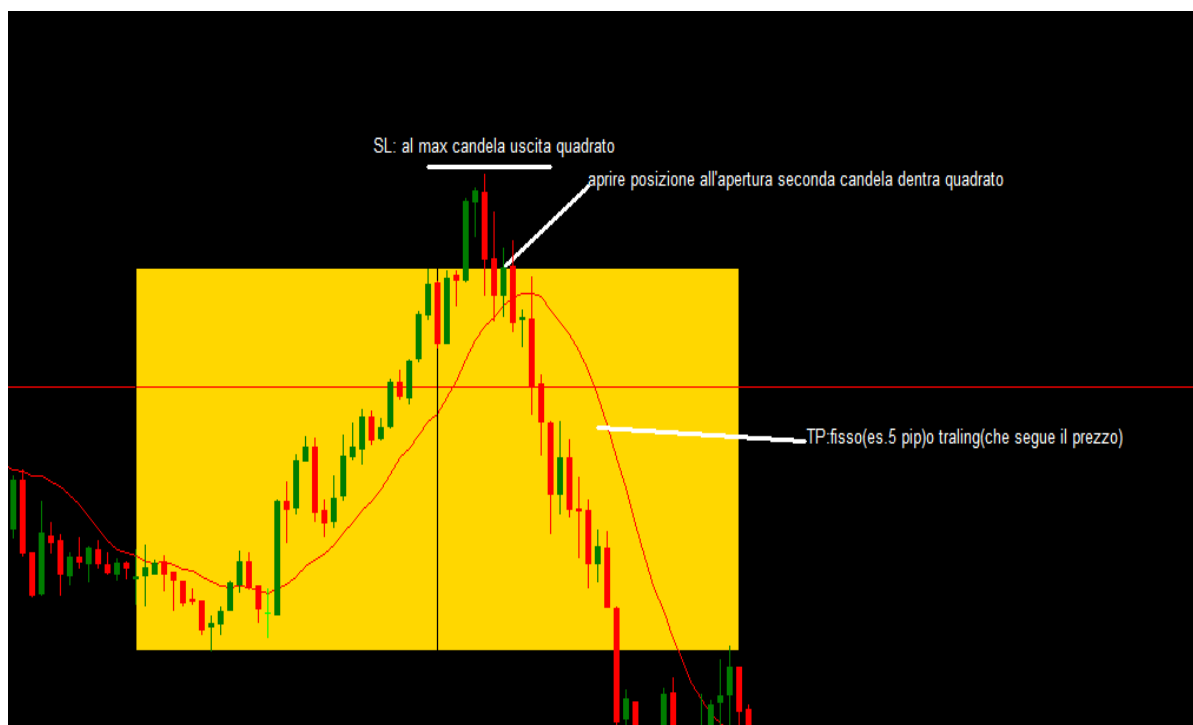 SL: al max candela uscita quadrato
aprire posizione all'apertura seconda candela dentra quadrato
TP:fisso(es.5 pip)o traling(che segue il prezzo)